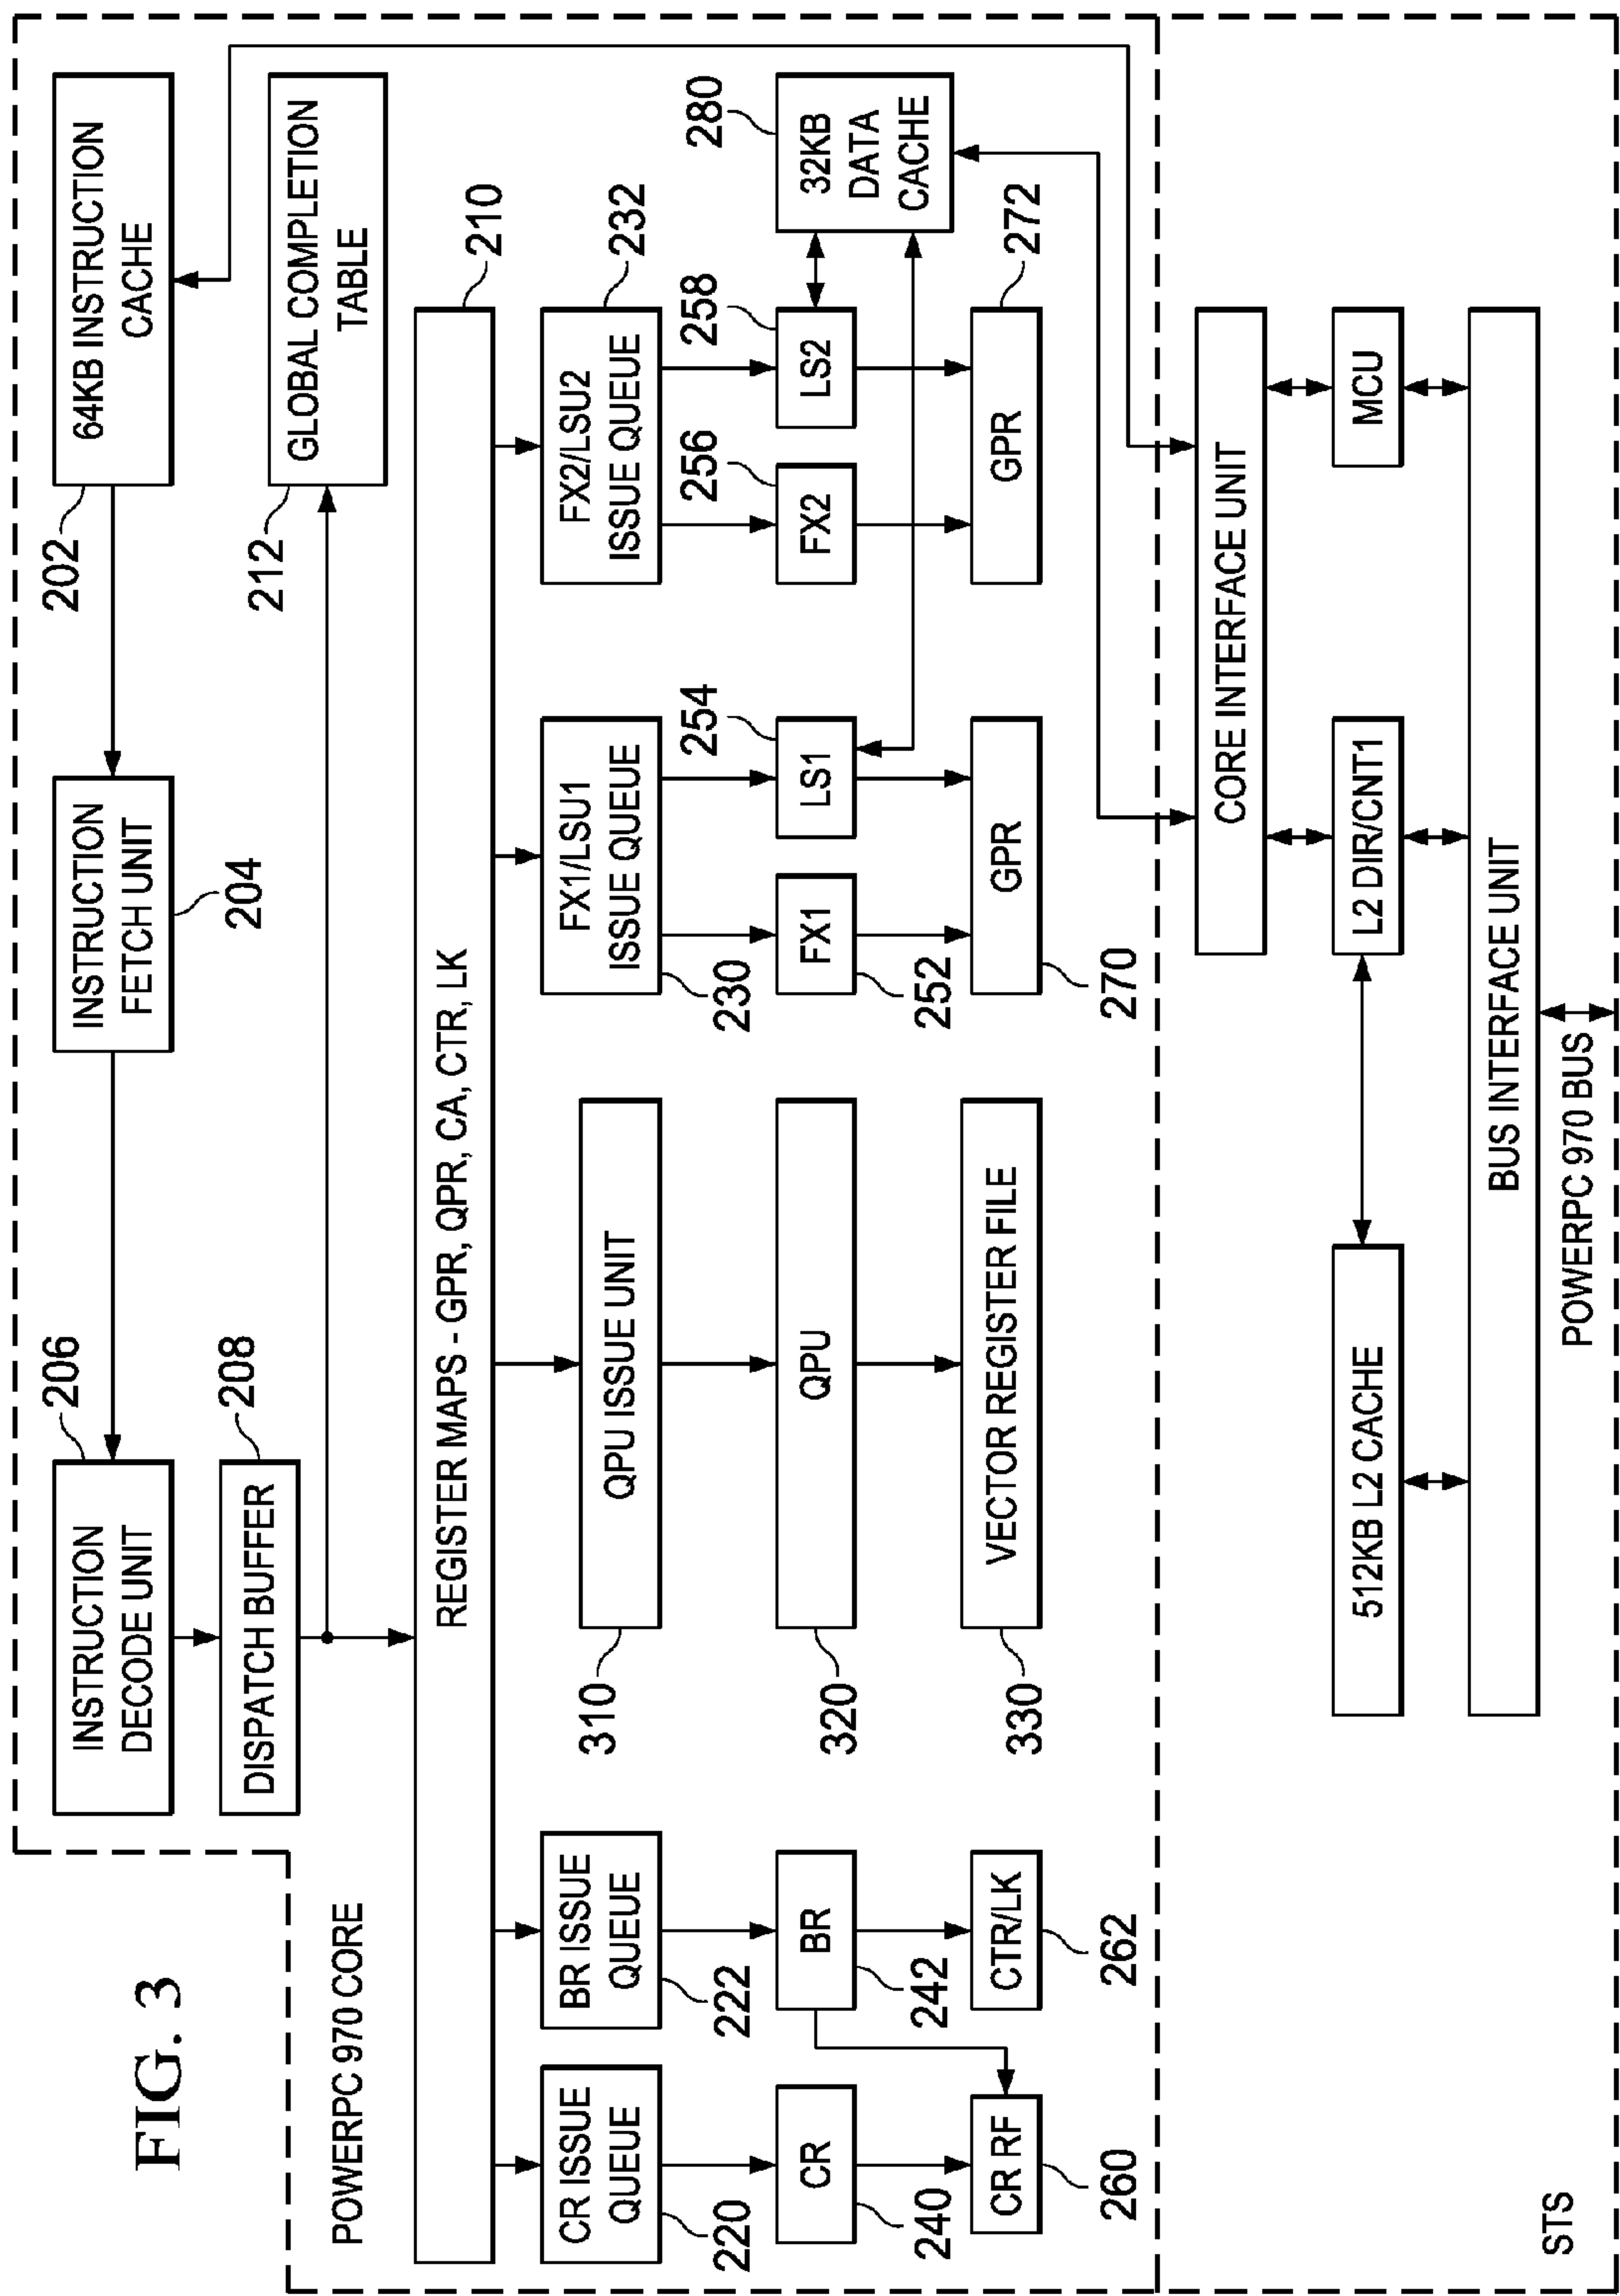 FIG. 3
POWERPC 970 CORE
INSTRUCTION
DECODE UNIT
206
INSTRUCTION
FETCH UNIT
204
64KB INSTRUCTION
CACHE
202
DISPATCH BUFFER
208
GLOBAL COMPLETION
TABLE
212
REGISTER MAPS - GPR, QPR, CA, CTR, LK
210
CR ISSUE
QUEUE
220
BR ISSUE
QUEUE
222
QPU ISSUE UNIT
310
FX1/LSU1
ISSUE QUEUE
230
FX2/LSU2
ISSUE QUEUE
232
CR
240
BR
242
QPU
320
FX1
252
LS1
254
FX2
256
LS2
258
32KB
DATA
CACHE
280
CR RF
260
CTR/LK
262
VECTOR REGISTER FILE
330
GPR
270
GPR
272
CORE INTERFACE UNIT
512KB L2 CACHE
L2 DIR/CNT1
MCU
BUS INTERFACE UNIT
POWERPC 970 BUS
STS